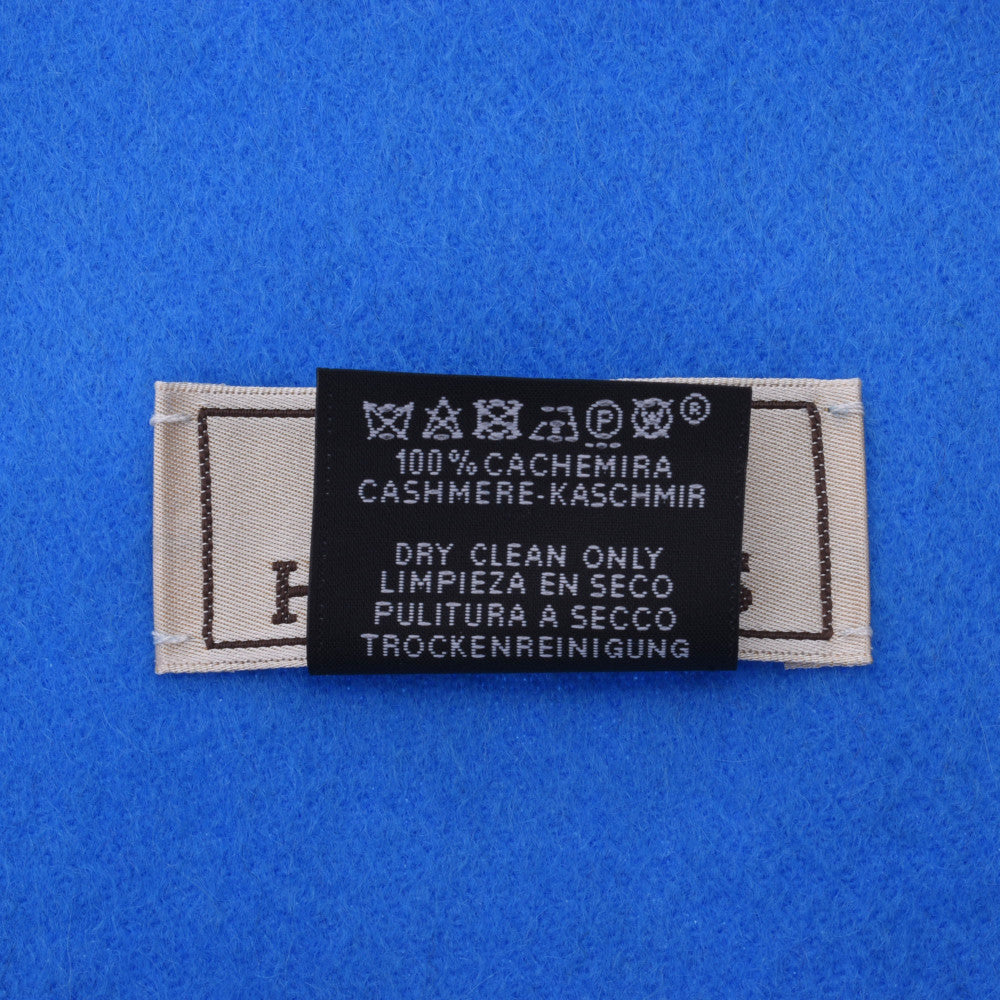 P W ®
100% CACHEMIRA
CASHMERE-KASCHMIR
DRY CLEAN ONLY
LIMPIEZA EN SECO
PULITURA A SECCO
TROCKENREINIGUNG